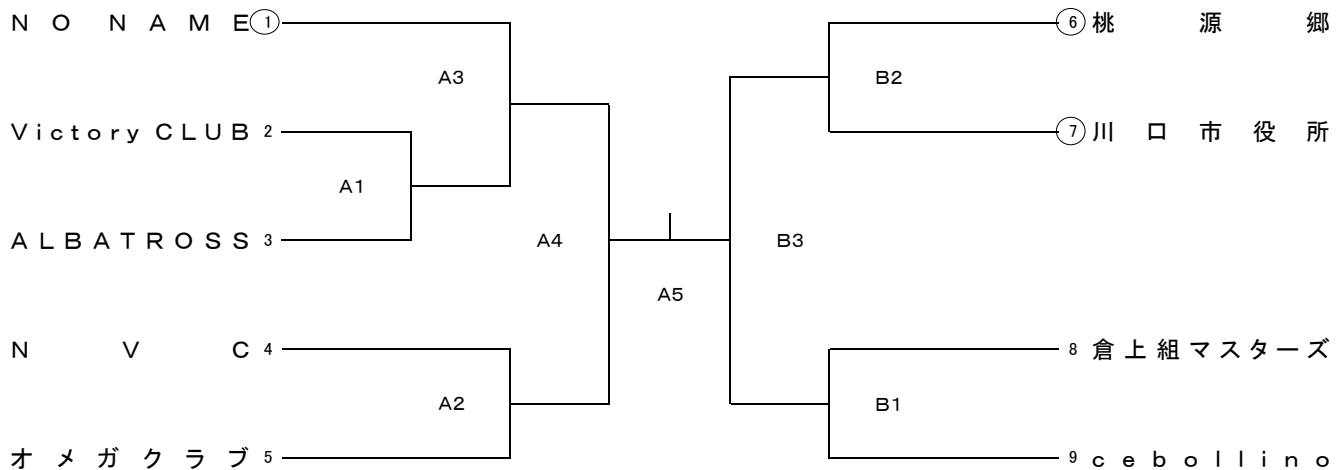 NO NAME ① ⑥ 桃源郷
A3 B2
Victory CLUB 2 ⑦ 川口市役所
A1
ALBATROSS 3 A4 B3
A5
NVC 4 8 倉上組マスターズ
A2 B1
オメガクラブ 5 9 cebollino